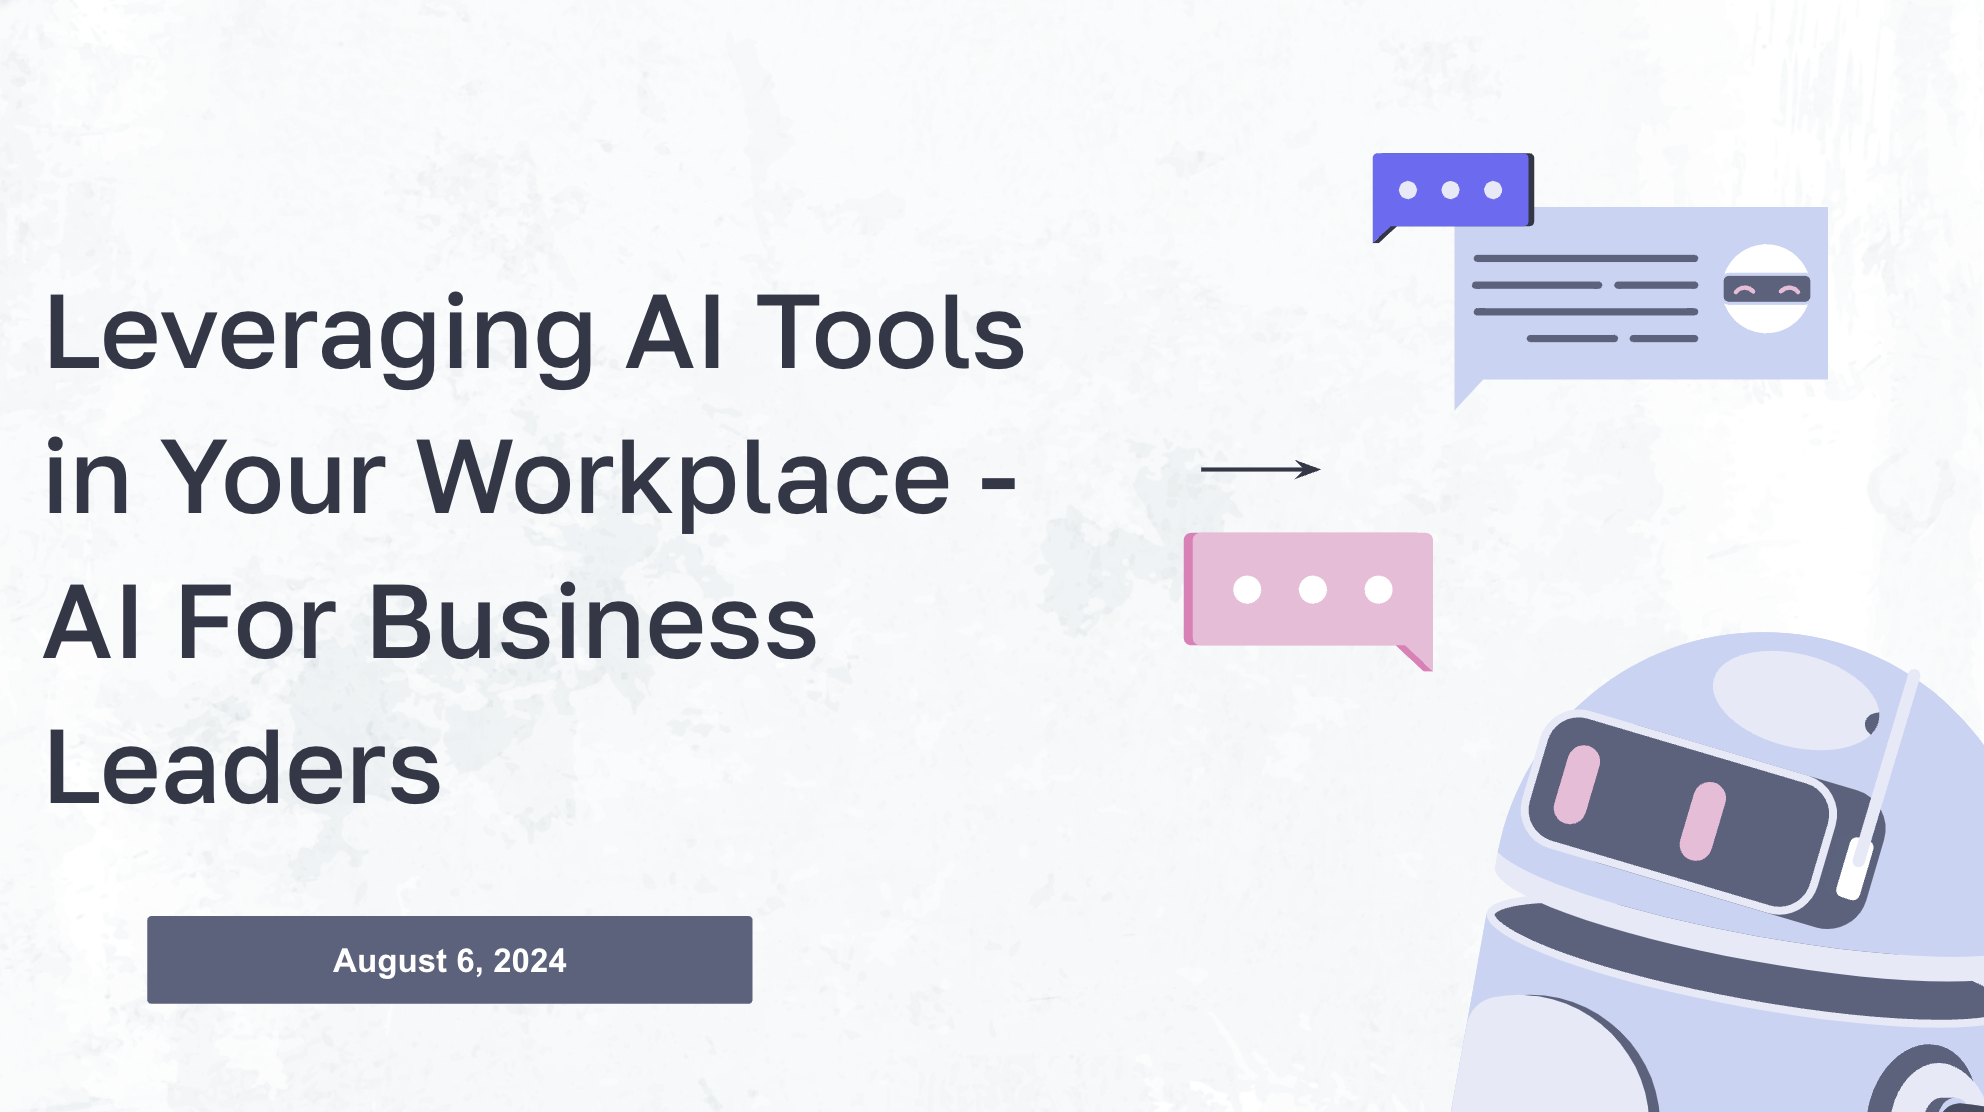 Leveraging AI Tools
in Your Workplace -
AI For Business
Leaders
August 6, 2024